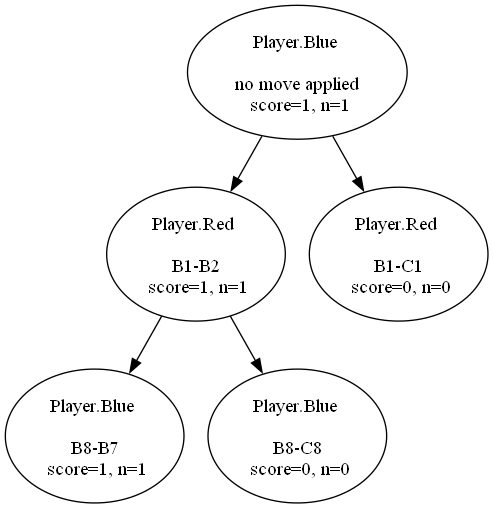 Player.Blue
no move applied
score=1, n=1
Player.Red
B1-B2
score=1, n=1
Player.Red
B1-C1
score=0, n=0
Player.Blue
B8-B7
score=1, n=1
Player.Blue
B8-C8
score=0, n=0